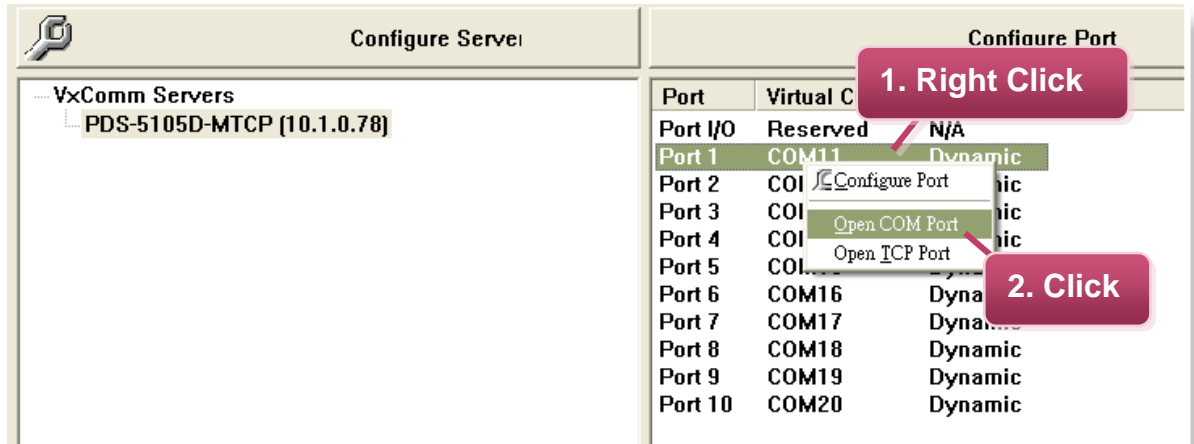 Configure Server
Configure Port
VxComm Servers
PDS-5105D-MTCP (10.1.0.78)
Port
Port I/O Reserved N/A
Port 1 COM11 Dynamic
Port 2
Port 3
Port 4
Port 5
Port 6 COM16
Port 7 COM17
Port 8 COM18 Dynamic
Port 9 COM19 Dynamic
Port 10 COM20 Dynamic
Configure Port
Open COM Port
Open TCP Port
1. Right Click
2. Click